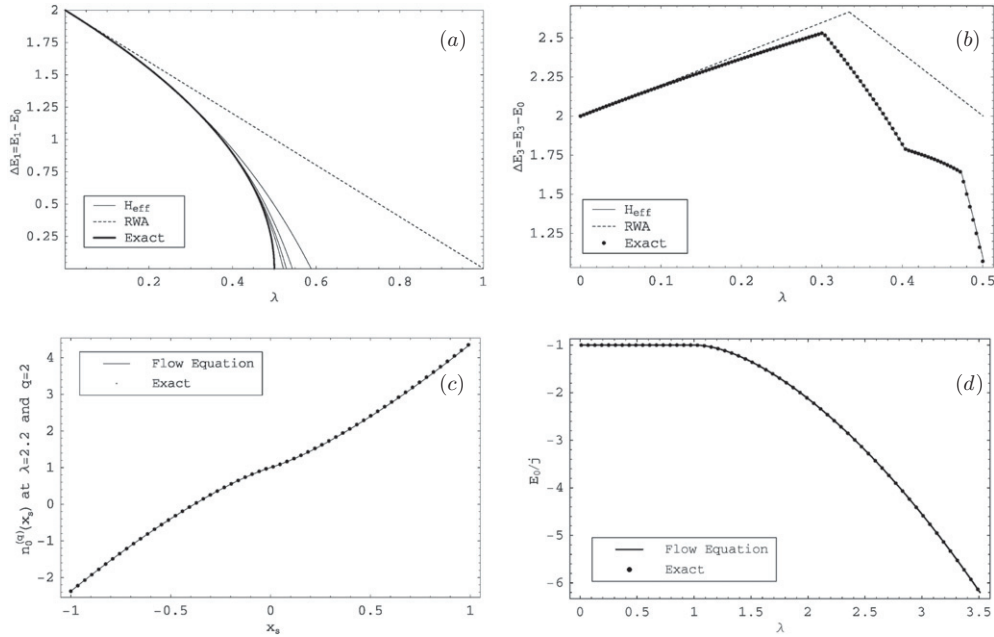 (a)
ΔE₁=E₁-E₀
2
1.75
1.5
1.25
1
0.75
0.5
0.25
H_eff
RWA
Exact
0.2
0.4
0.6
0.8
1
λ
(b)
ΔE₃=E₃-E₀
2.5
2.25
2
1.75
1.5
1.25
H_eff
RWA
Exact
0
0.1
0.2
0.3
0.4
0.5
λ
(c)
n₀^(q)(x_s) at λ=2.2 and q=2
4
3
2
1
0
-1
-2
Flow Equation
Exact
-1
-0.5
0
0.5
1
x_s
(d)
E₀/j
-1
-2
-3
-4
-5
-6
Flow Equation
Exact
0
0.5
1
1.5
2
2.5
3
3.5
λ